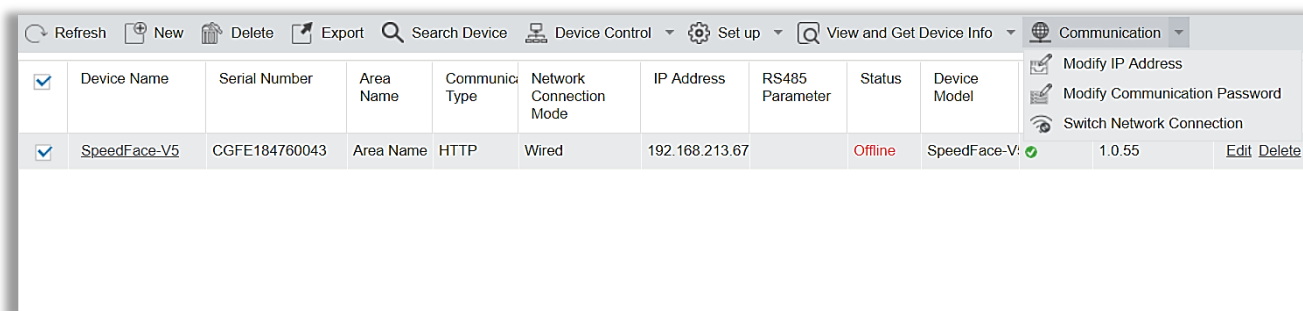 Refresh New Delete Export Search Device Device Control Set up View and Get Device Info Communication
Modify IP Address
Modify Communication Password
Switch Network Connection
Device Name Serial Number Area Name Communica Type Network Connection Mode IP Address RS485 Parameter Status Device Model
SpeedFace-V5 CGFE184760043 Area Name HTTP Wired 192.168.213.67 Offline SpeedFace-V 1.0.55 Edit Delete